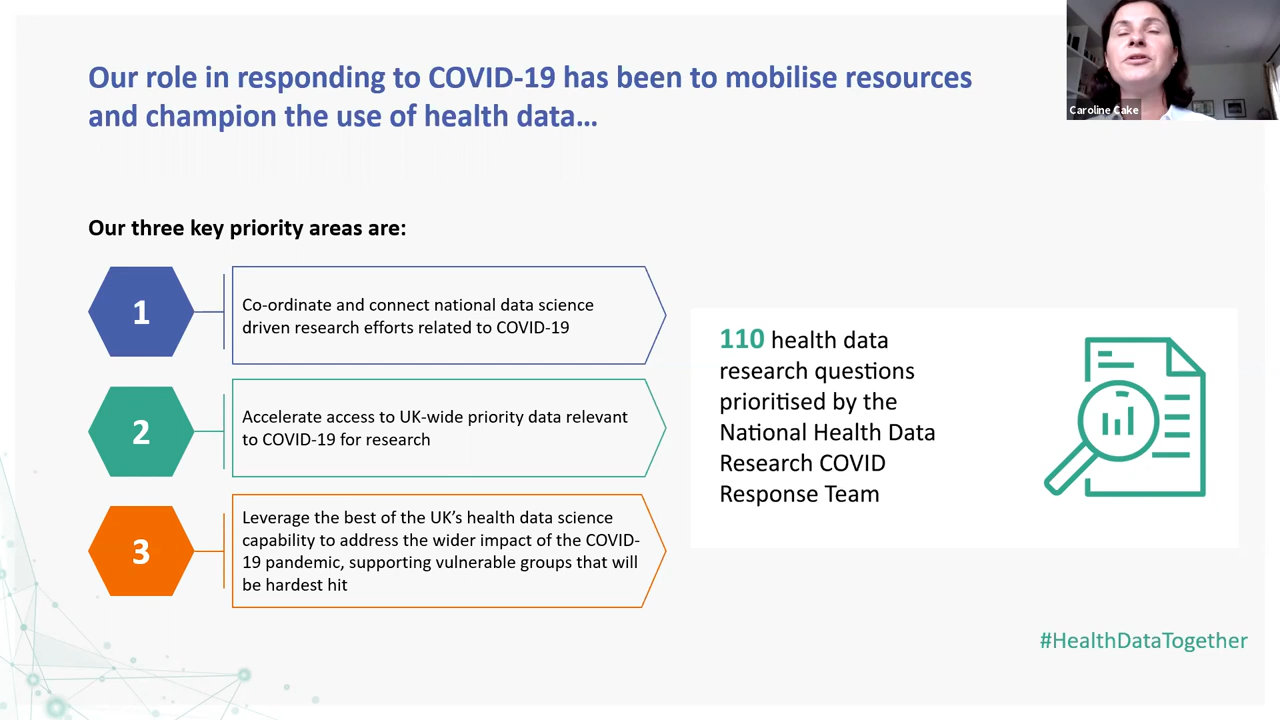 Our role in responding to COVID-19 has been to mobilise resources
and champion the use of health data…
Caroline Cake
Our three key priority areas are:
1
Co-ordinate and connect national data science
driven research efforts related to COVID-19
2
Accelerate access to UK-wide priority data relevant
to COVID-19 for research
3
Leverage the best of the UK’s health data science
capability to address the wider impact of the COVID-
19 pandemic, supporting vulnerable groups that will
be hardest hit
110 health data
research questions
prioritised by the
National Health Data
Research COVID
Response Team
#HealthDataTogether